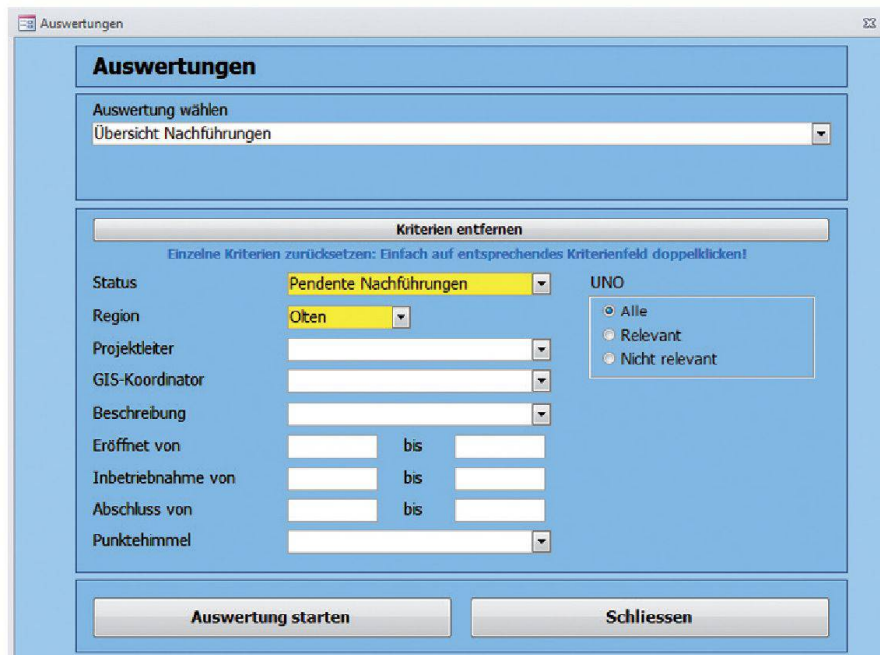 Auswertungen
Auswertungen
Auswertung wählen
Übersicht Nachführungen
Kriterien entfernen
Einzelne Kriterien zurücksetzen: Einfach auf entsprechendes Kriterienfeld doppelklicken!
Status Pendente Nachführungen UNO
Alle
Region Olten
Relevant
Projektleiter
Nicht relevant
GIS-Koordinator
Beschreibung
Eröffnet von bis
Inbetriebnahme von bis
Abschluss von bis
Punktehimmel
Auswertung starten Schliessen